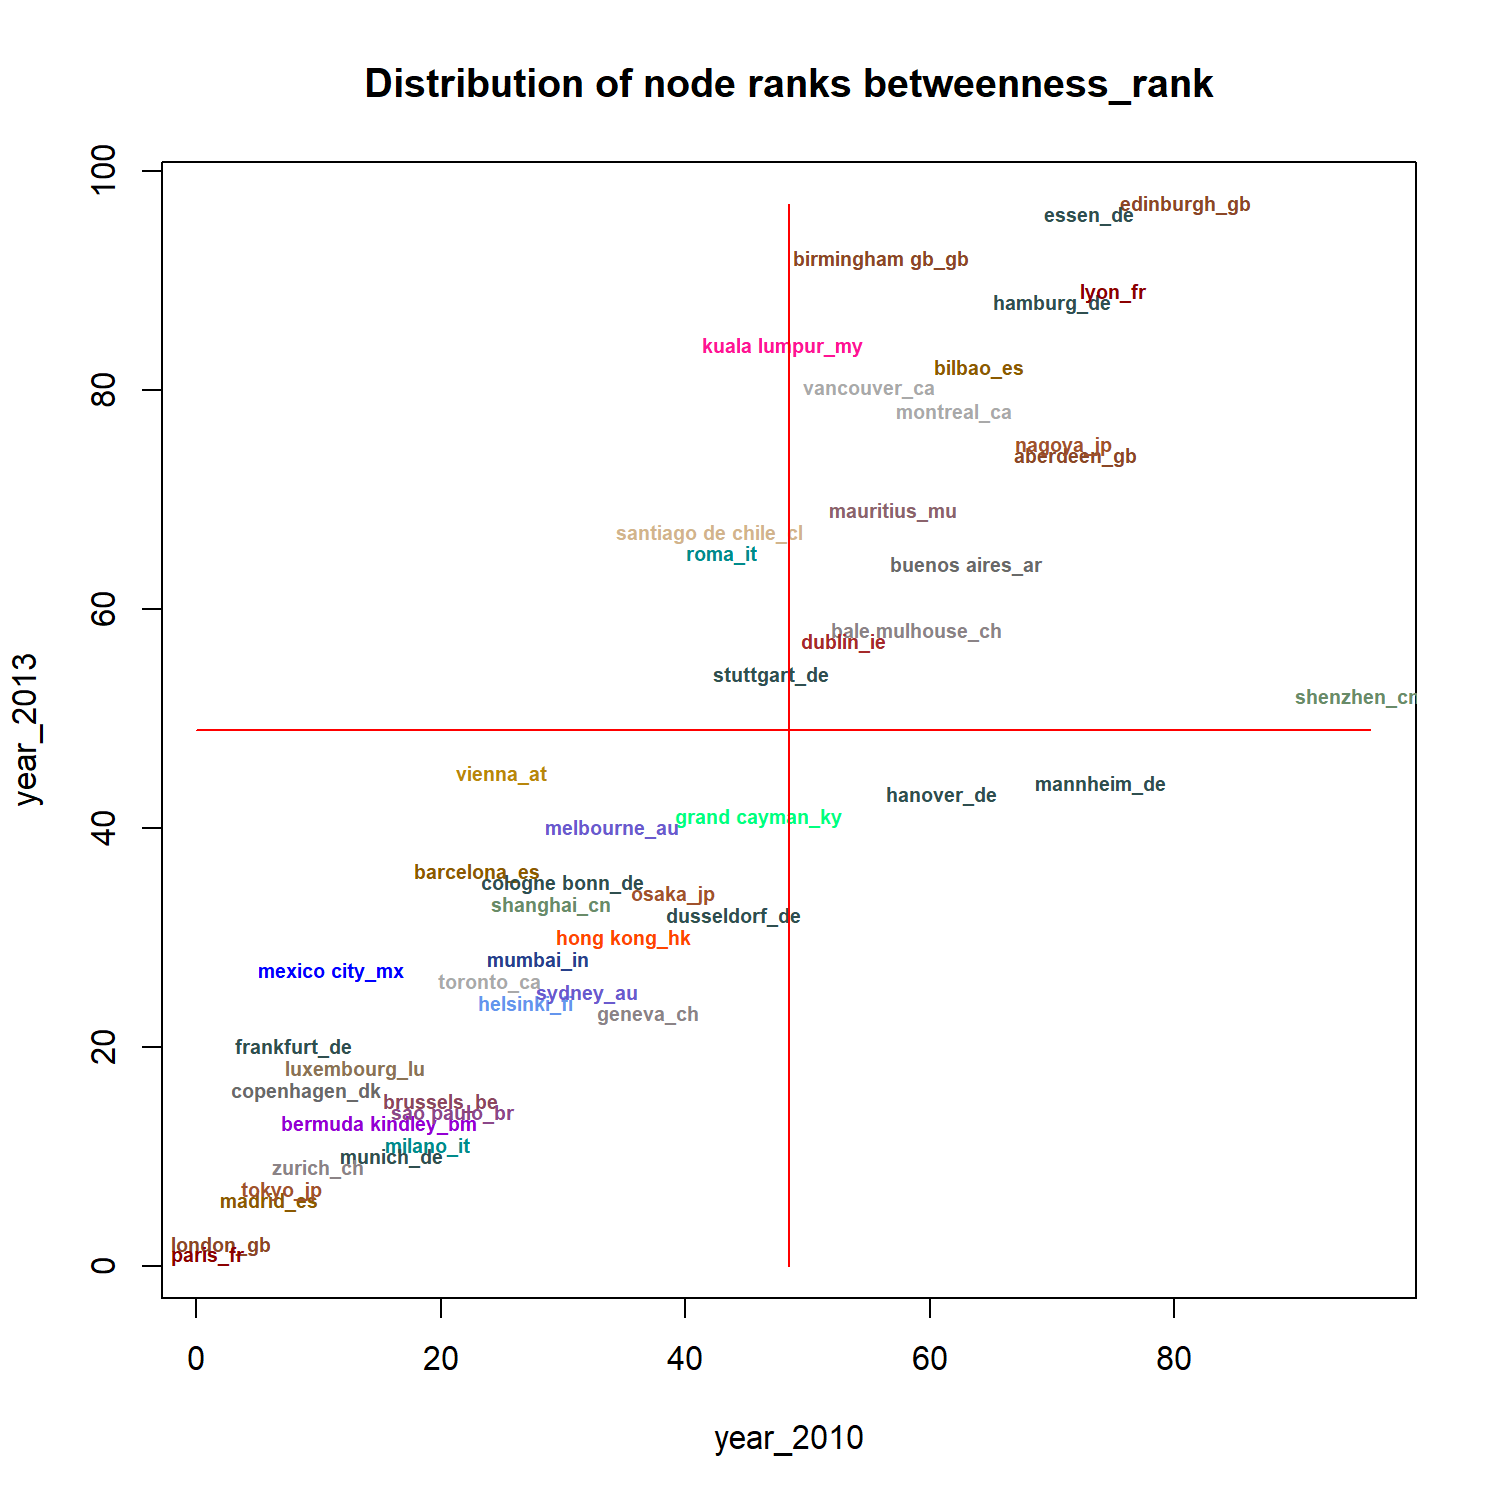 Distribution of node ranks betweenness_rank
100
80
60
40
20
0
year_2013
edinburgh_gb
essen_de
birmingham gb_gb
lyon_fr
hamburg_de
kuala lumpur_my
bilbao_es
vancouver_ca
montreal_ca
nagoya_jp
aberdeen_gb
mauritius_mu
santiago de chile_cl
roma_it
buenos aires_ar
bale mulhouse_ch
dublin_ie
stuttgart_de
shenzhen_cn
vienna_at
mannheim_de
hanover_de
grand cayman_ky
melbourne_au
barcelona_es
cologne bonn_de
osaka_jp
shanghai_cn
dusseldorf_de
hong kong_hk
mumbai_in
mexico city_mx
toronto_ca
sydney_au
helsinki_fi
geneva_ch
frankfurt_de
luxembourg_lu
copenhagen_dk
brussels_be
sao paulo_br
bermuda kindley_bm
milano_it
munich_de
zurich_ch
tokyo_jp
madrid_es
london_gb
paris_fr
0
20
40
60
80
year_2010